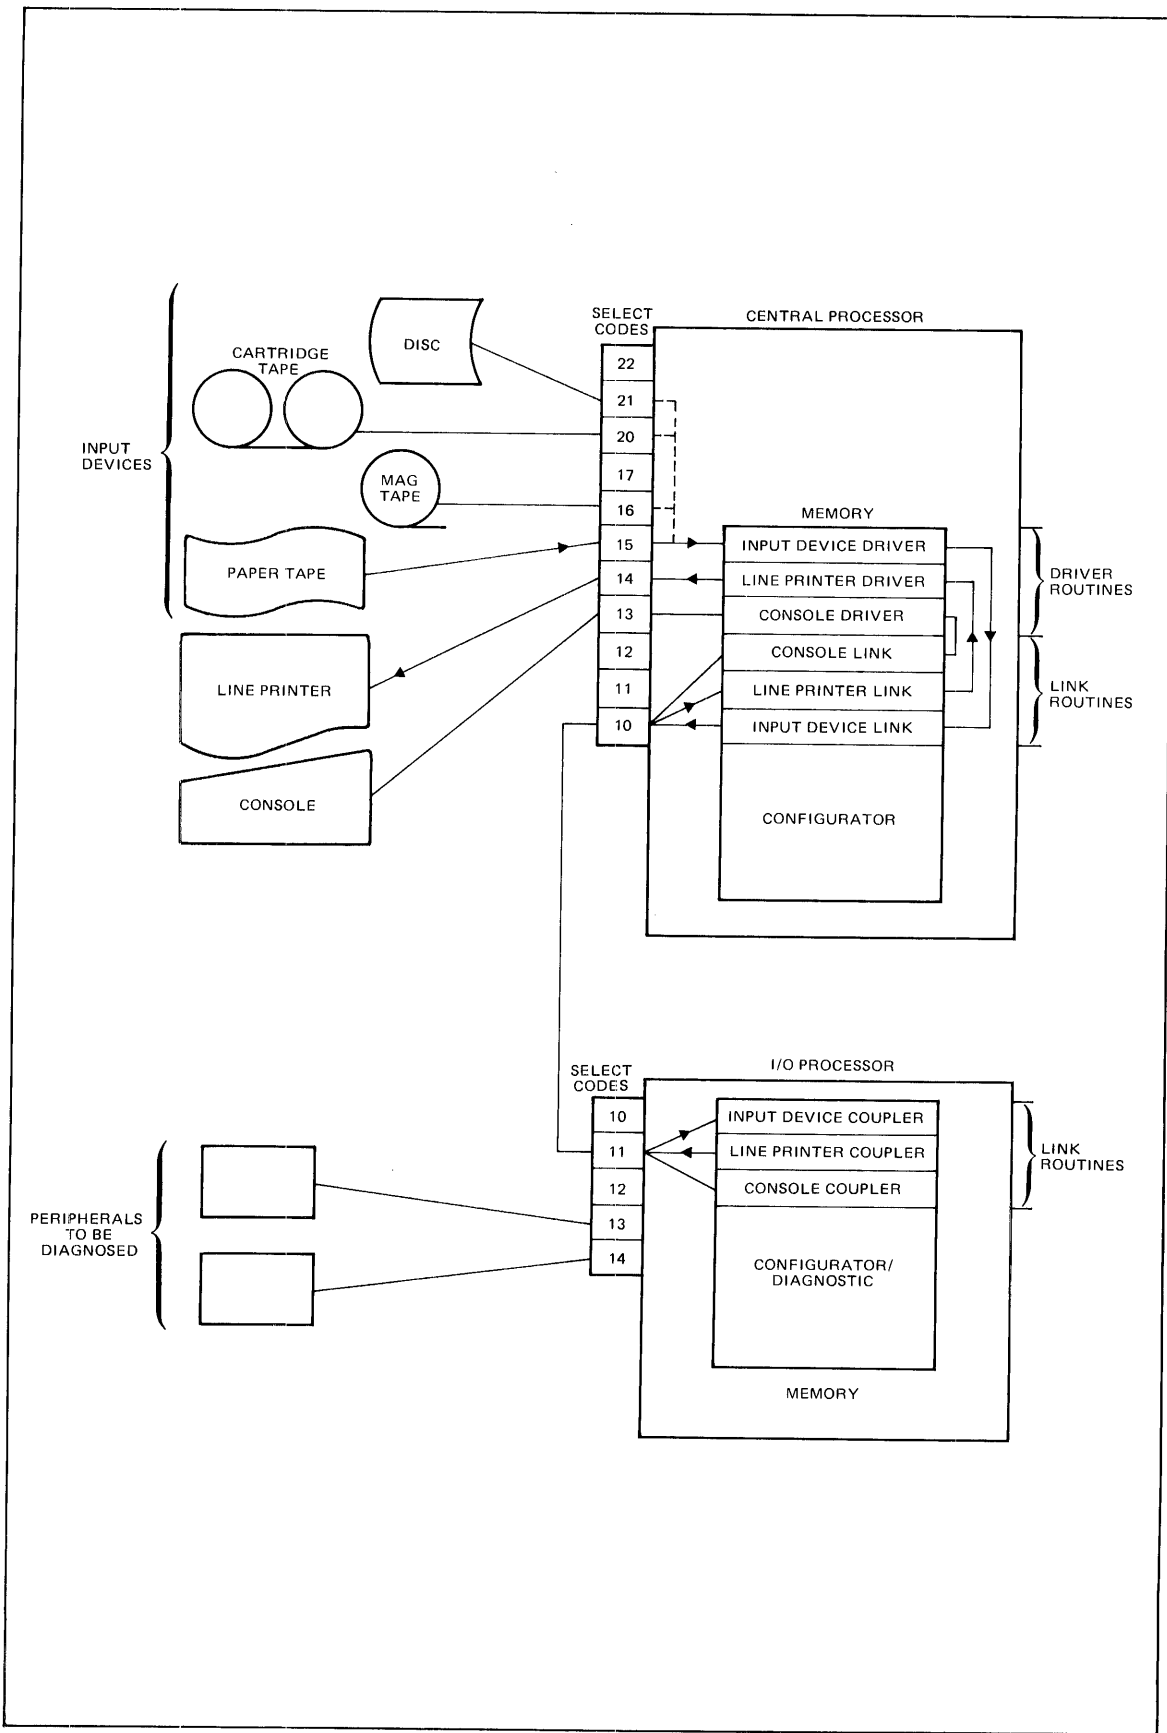 INPUT
DEVICES
CARTRIDGE
TAPE
DISC
MAG
TAPE
PAPER TAPE
LINE PRINTER
CONSOLE
SELECT
CODES
22
21
20
17
16
15
14
13
12
11
10
CENTRAL PROCESSOR
MEMORY
INPUT DEVICE DRIVER
LINE PRINTER DRIVER
CONSOLE DRIVER
CONSOLE LINK
LINE PRINTER LINK
INPUT DEVICE LINK
CONFIGURATOR
DRIVER
ROUTINES
LINK
ROUTINES
PERIPHERALS
TO BE
DIAGNOSED
SELECT
CODES
10
11
12
13
14
I/O PROCESSOR
INPUT DEVICE COUPLER
LINE PRINTER COUPLER
CONSOLE COUPLER
CONFIGURATOR/
DIAGNOSTIC
MEMORY
LINK
ROUTINES